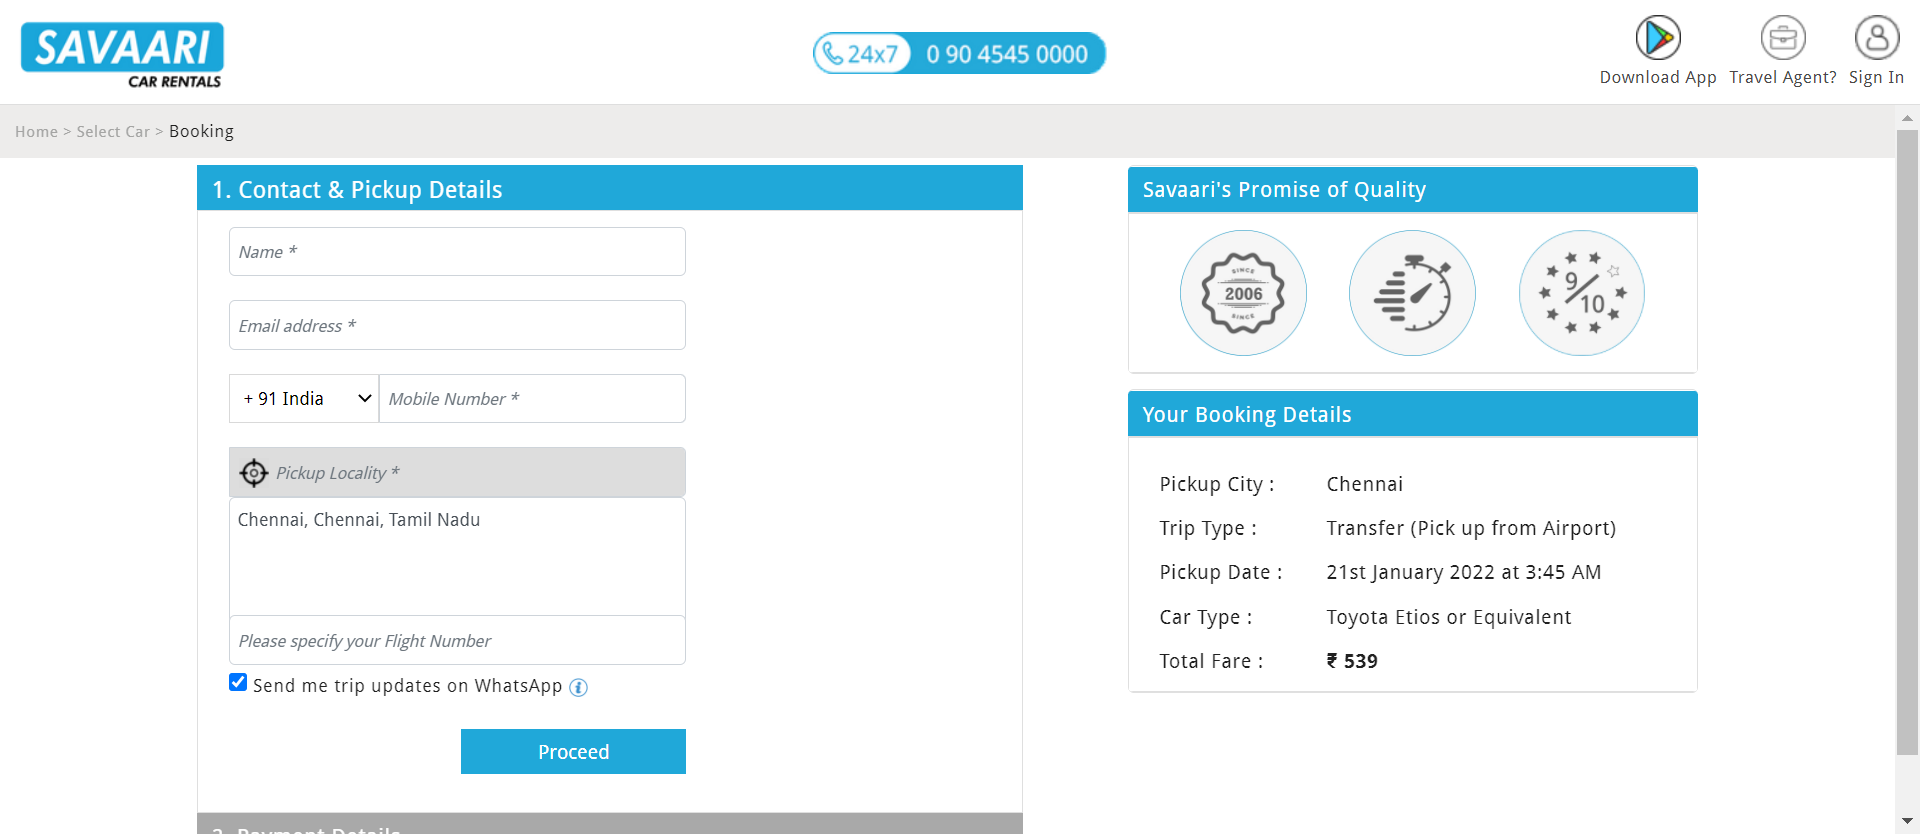 SAVAARI
CAR RENTALS
24x7 0 90 4545 0000
Download App
Travel Agent?
Sign In
Home > Select Car > Booking
1. Contact & Pickup Details
Name *
Email address *
+ 91 India
Mobile Number *
Pickup Locality *
Chennai, Chennai, Tamil Nadu
Please specify your Flight Number
Send me trip updates on WhatsApp i
Proceed
2. Payment Details
Savaari's Promise of Quality
SINCE
2006
SINCE
9/10
Your Booking Details
Pickup City : Chennai
Trip Type : Transfer (Pick up from Airport)
Pickup Date : 21st January 2022 at 3:45 AM
Car Type : Toyota Etios or Equivalent
Total Fare : ₹ 539